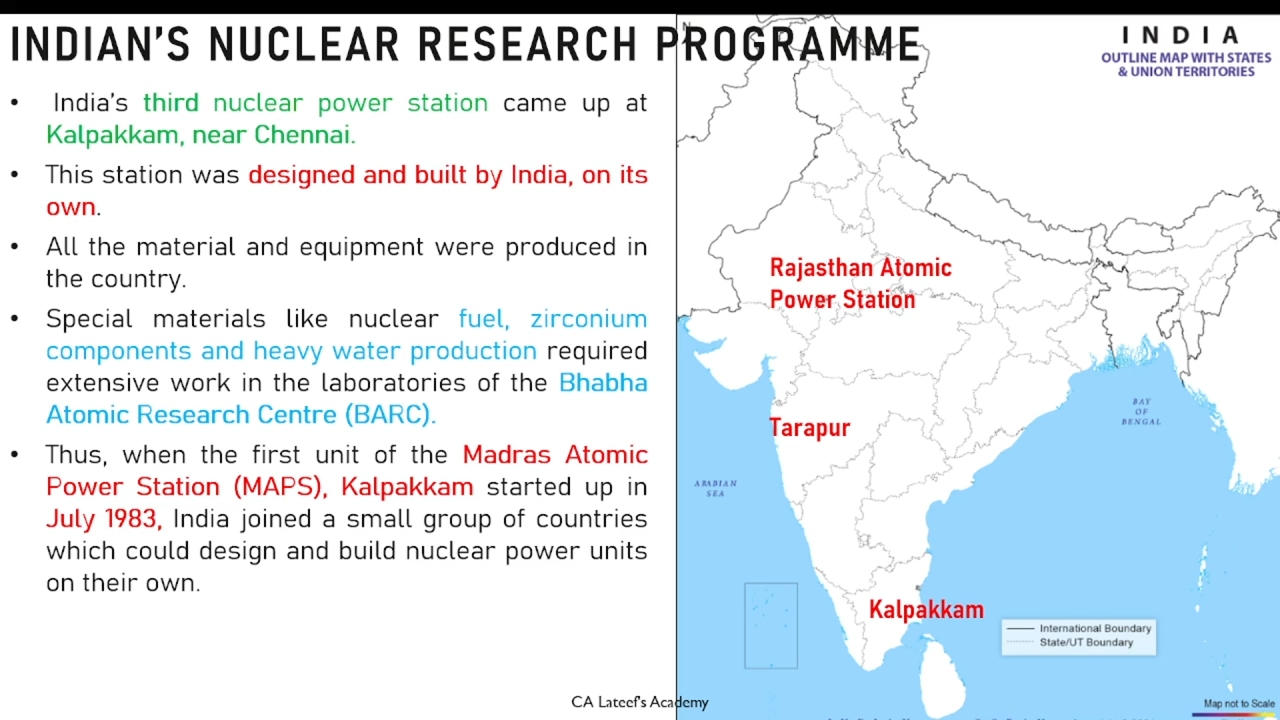 INDIAN'S NUCLEAR RESEARCH PROGRAMME
• India's third nuclear power station came up at
Kalpakkam, near Chennai.
• This station was designed and built by India, on its
own.
• All the material and equipment were produced in
the country.
• Special materials like nuclear fuel, zirconium
components and heavy water production required
extensive work in the laboratories of the Bhabha
Atomic Research Centre (BARC).
• Thus, when the first unit of the Madras Atomic
Power Station (MAPS), Kalpakkam started up in
July 1983, India joined a small group of countries
which could design and build nuclear power units
on their own.
CA Lateef's Academy
N
INDIA
OUTLINE MAP WITH STATES
& UNION TERRITORIES
Rajasthan Atomic
Power Station
Tarapur
BAY
OF
BENGAL
ARABIAN
SEA
Kalpakkam
International Boundary
State/UT Boundary
Map not to Scale